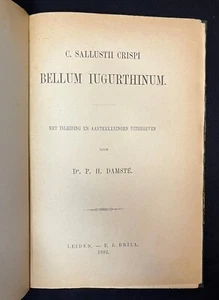 C. SALLUSTII CRISPI
BELLUM IUGURTHINUM.
MET INLEIDING EN AANTEEKENINGEN UITGEGEVEN
DOOR
Dr. P. H. DAMSTÉ.
LEIDEN, — E. J. BRILL.